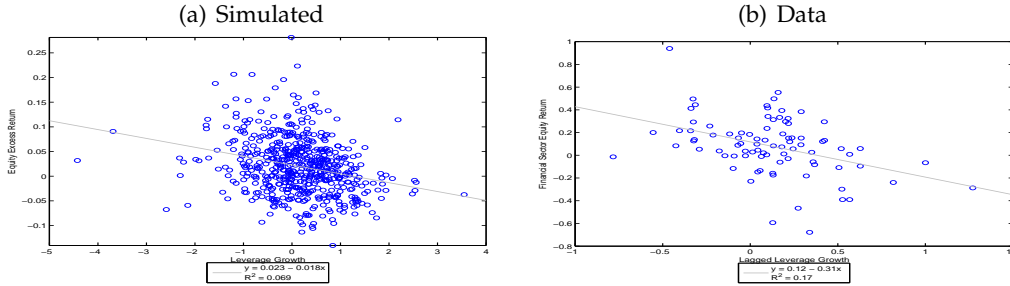 (a) Simulated
(b) Data
Equity Excess Return
0.25
0.2
0.15
0.1
0.05
0
−0.05
−0.1
−5 −4 −3 −2 −1 0 1 2 3 4
Leverage Growth
y = 0.023 − 0.018x
R² = 0.069
Financial Sector Equity Return
1
0.8
0.6
0.4
0.2
0
−0.2
−0.4
−0.6
−0.8
−1 −0.5 0 0.5 1 1.5
Lagged Leverage Growth
y = 0.12 − 0.31x
R² = 0.17